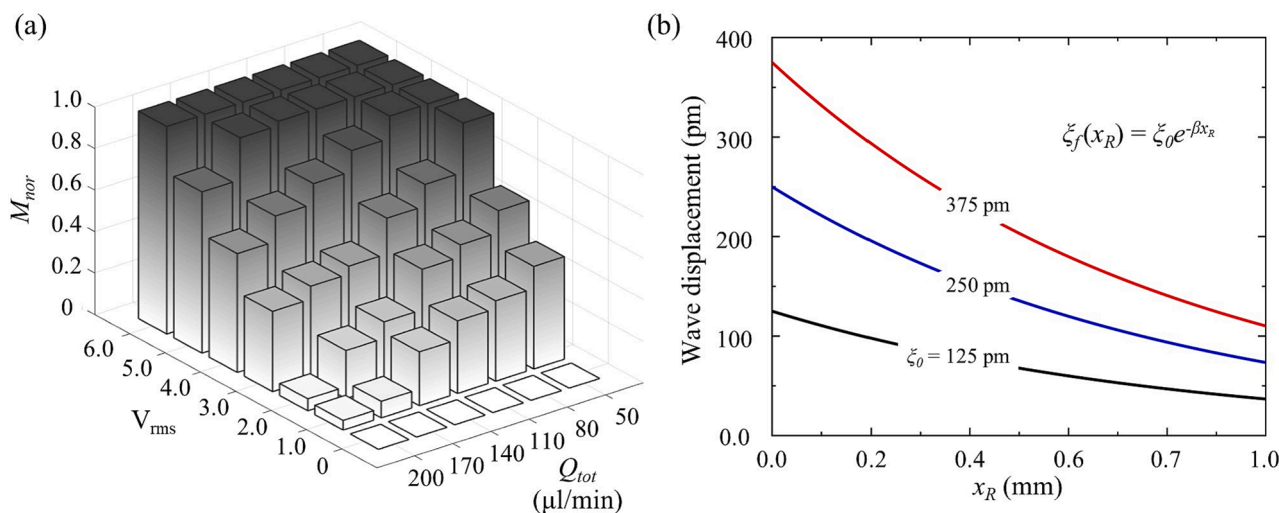 (a)
1.0
0.8
0.6
0.4
0.2
0
M_nor
6.0
5.0
4.0
3.0
2.0
1.0
0
V_rms
200
170
140
110
80
50
Q_tot
(μl/min)
(b)
400
300
200
100
0.0
Wave displacement (pm)
ξ_f(x_R) = ξ_0e^{-βx_R}
375 pm
250 pm
ξ_0 = 125 pm
0.0
0.2
0.4
0.6
0.7
1.0
x_R (mm)